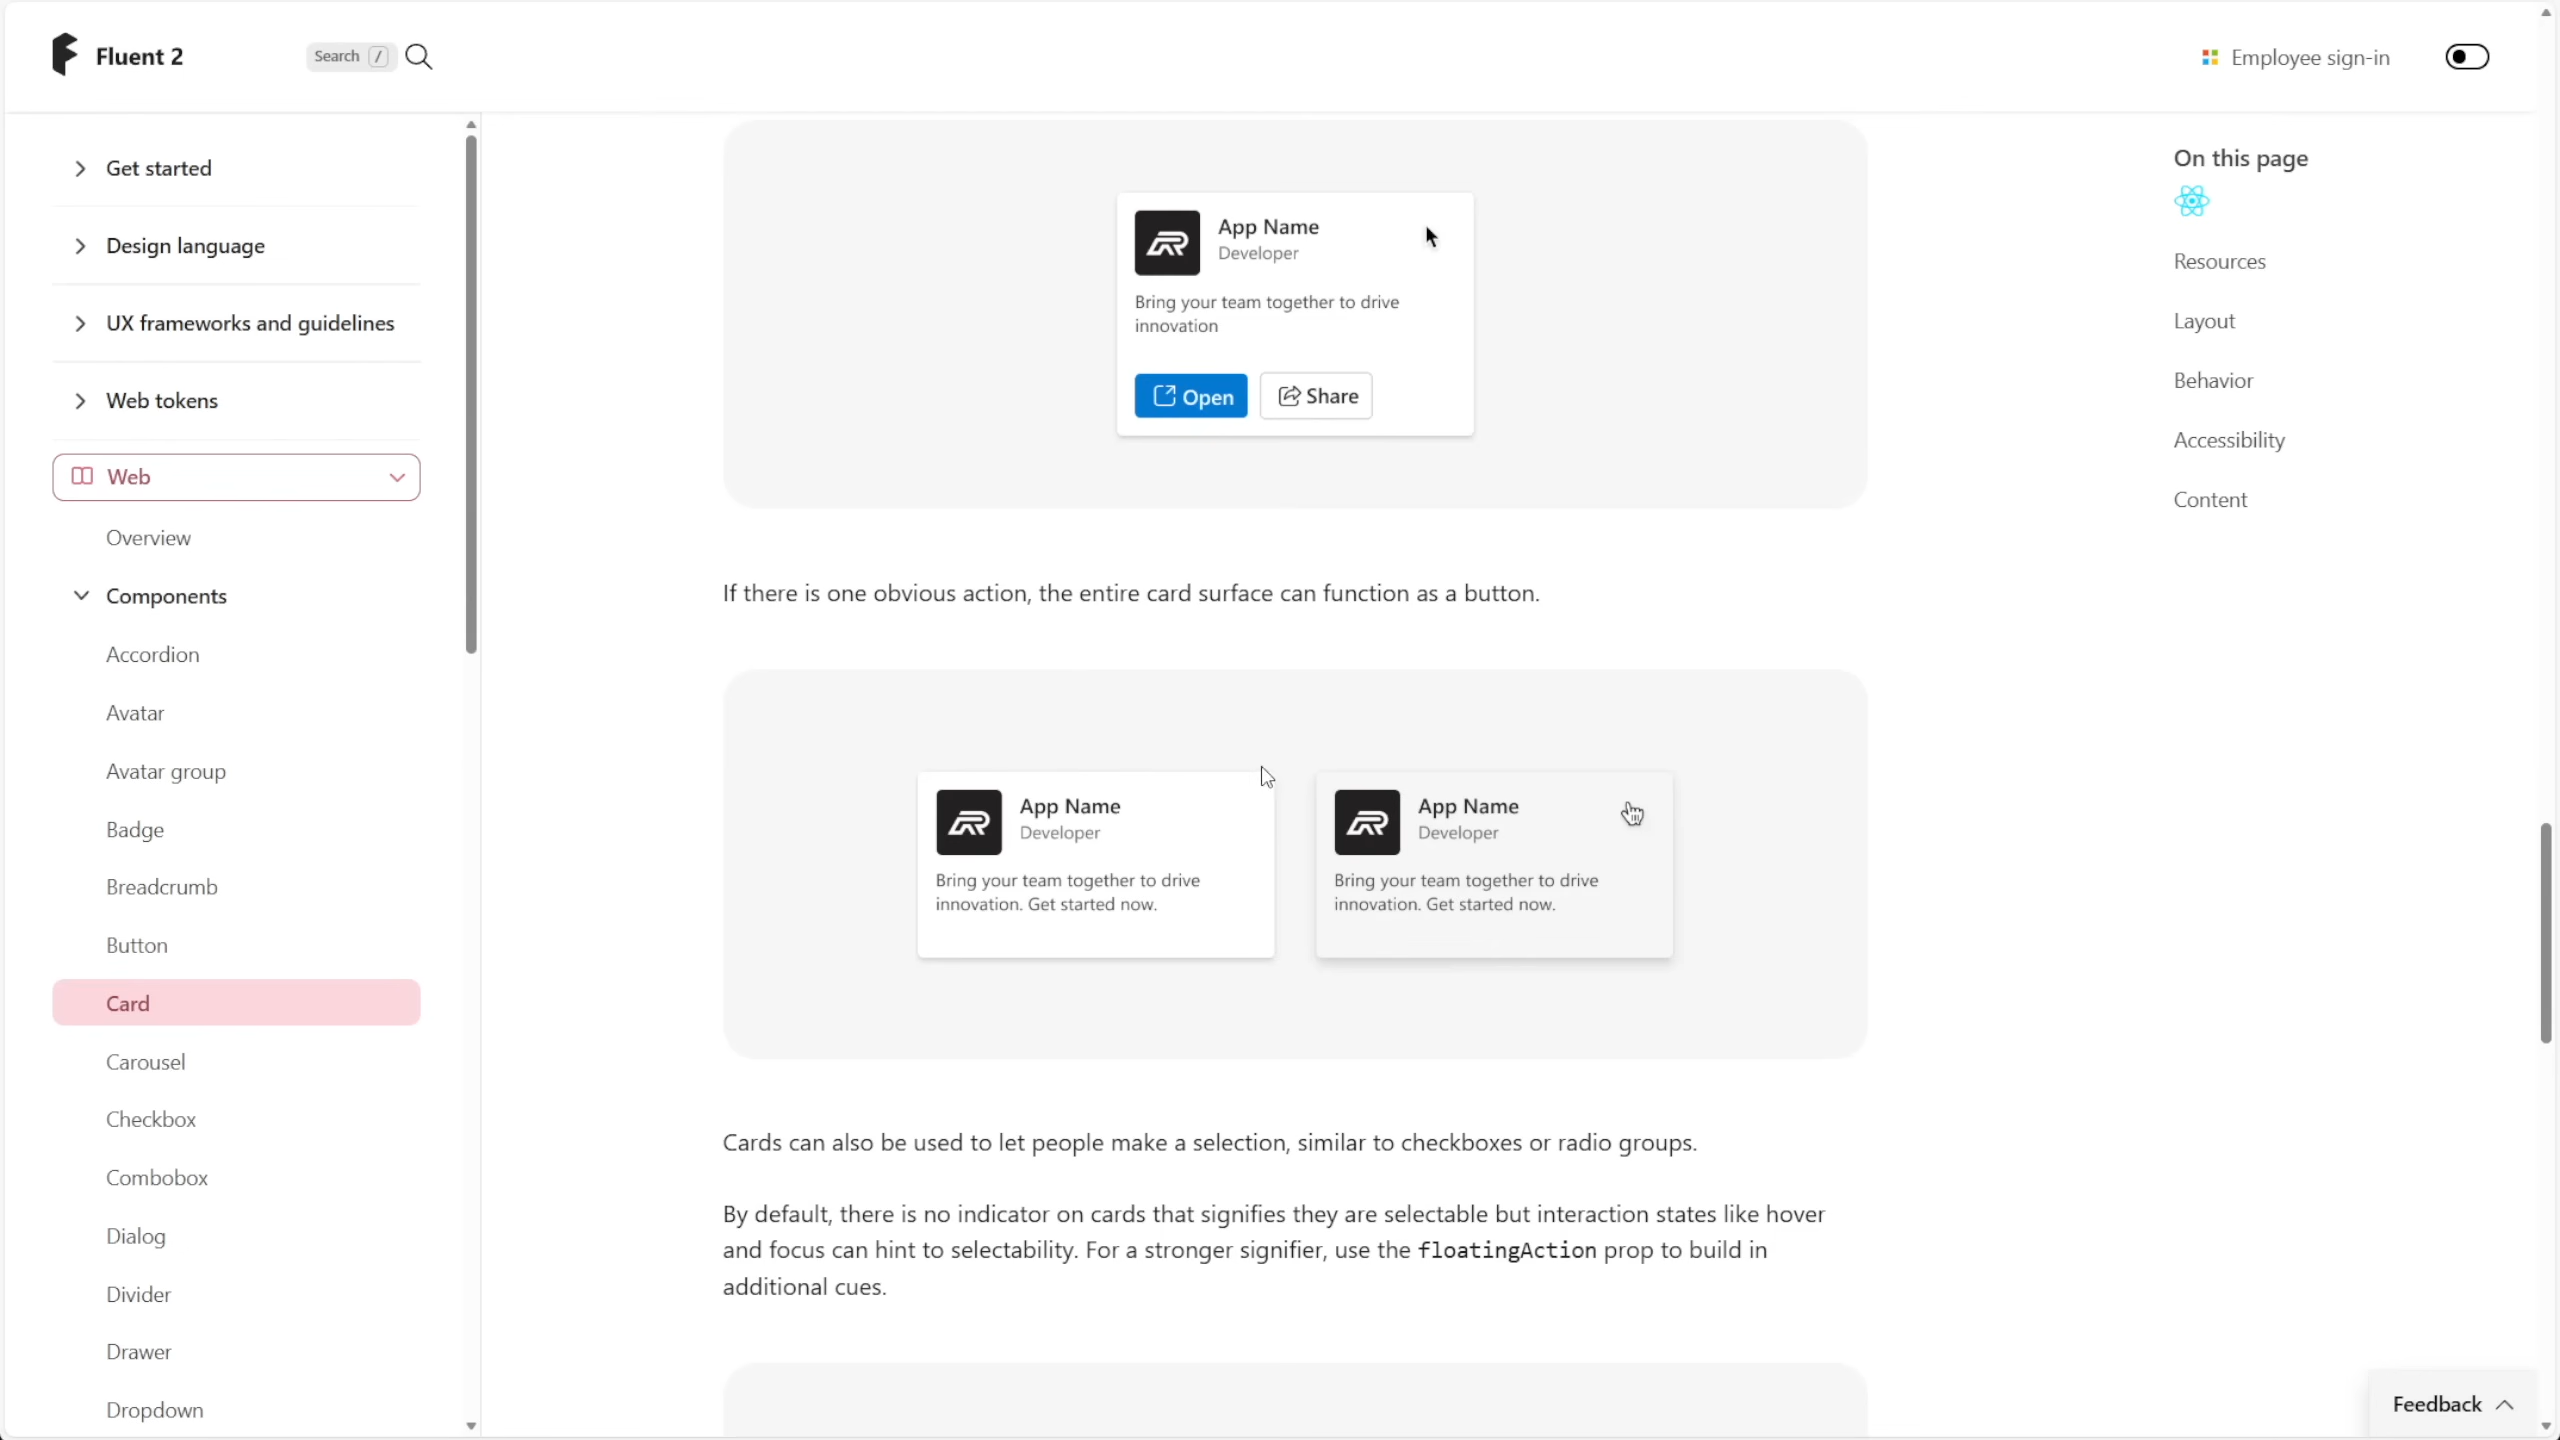 Fluent 2
Search /
Employee sign-in
Get started
Design language
UX frameworks and guidelines
Web tokens
Web
Overview
Components
Accordion
Avatar
Avatar group
Badge
Breadcrumb
Button
Card
Carousel
Checkbox
Combobox
Dialog
Divider
Drawer
Dropdown
App Name
Developer
Bring your team together to drive
innovation
Open
Share
If there is one obvious action, the entire card surface can function as a button.
App Name
Developer
Bring your team together to drive
innovation. Get started now.
App Name
Developer
Bring your team together to drive
innovation. Get started now.
Cards can also be used to let people make a selection, similar to checkboxes or radio groups.
By default, there is no indicator on cards that signifies they are selectable but interaction states like hover
and focus can hint to selectability. For a stronger signifier, use the floatingAction prop to build in
additional cues.
On this page
Resources
Layout
Behavior
Accessibility
Content
Feedback